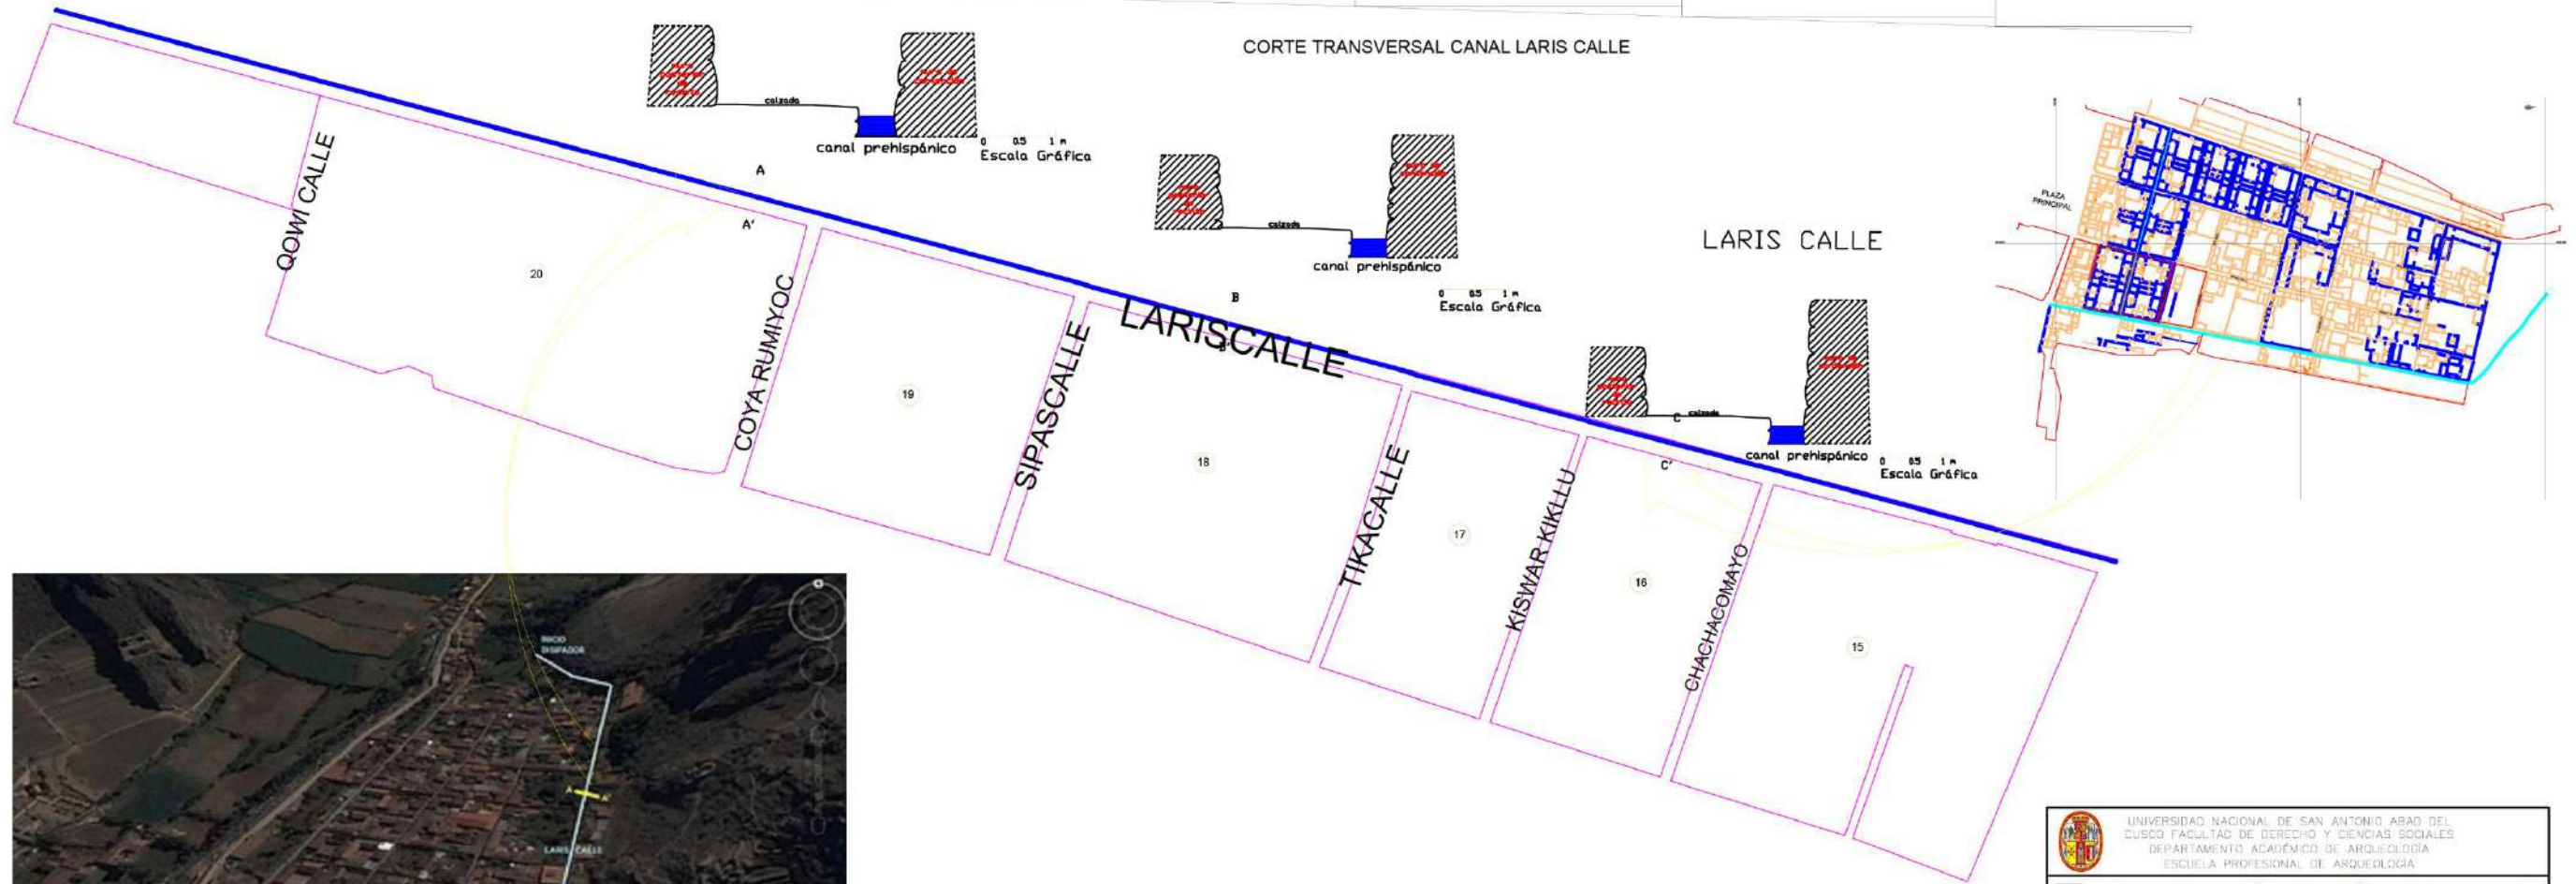 CORTE TRANSVERSAL CANAL LARIS CALLE
calzada
canal prehispánico
0 0.5 1 m
Escala Gráfica
calzada
canal prehispánico
0 0.5 1 m
Escala Gráfica
LARIS CALLE
calzada
canal prehispánico
0 0.5 1 m
Escala Gráfica
PLAZA
PRINCIPAL
A
A'
B
B'
C
C'
QOWI CALLE
COYA RUMIYOC
SIPASCALLE
LARISCALLE
TIKACALLE
KISWAR KIKLLU
CHACHACOMAYO
20
19
18
17
16
15
INICIO
DISIPADOR
A A'
LARIS CALLE
UNIVERSIDAD NACIONAL DE SAN ANTONIO ABAD DEL
CUSCO FACULTAD DE DERECHO Y CIENCIAS SOCIALES
DEPARTAMENTO ACADÉMICO DE ARQUEOLOGÍA
ESCUELA PROFESIONAL DE ARQUEOLOGÍA